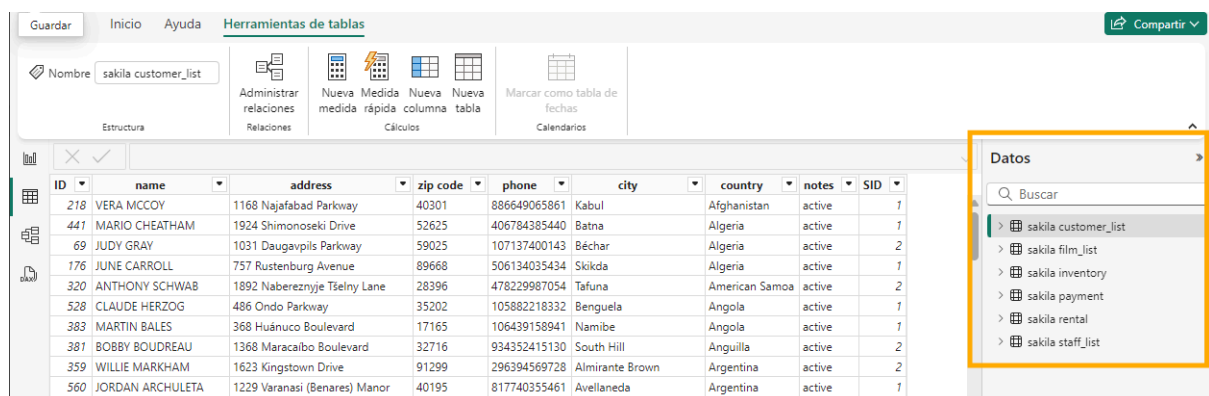 Guardar Inicio Ayuda Herramientas de tablas Compartir
Nombre sakila customer_list
Administrar relaciones
Nueva medida
Medida rápida
Nueva columna
Nueva tabla
Marcar como tabla de fechas
Estructura Relaciones Cálculos Calendarios
ID name address zip code phone city country notes SID
218 VERA MCCOY 1168 Najafabad Parkway 40301 886649065861 Kabul Afghanistan active 1
441 MARIO CHEATHAM 1924 Shimonoseki Drive 52625 406784385440 Batna Algeria active 1
69 JUDY GRAY 1031 Daugavpils Parkway 59025 107137400143 Béchar Algeria active 2
176 JUNE CARROLL 757 Rustenburg Avenue 89668 506134035434 Skikda Algeria active 1
320 ANTHONY SCHWAB 1892 Nabereznyje Tšelny Lane 28396 478229987054 Tafuna American Samoa active 2
528 CLAUDE HERZOG 486 Ondo Parkway 35202 105882218332 Benguela Angola active 1
383 MARTIN BALES 368 Huánuco Boulevard 17165 106439158941 Namibe Angola active 1
381 BOBBY BOUDREAU 1368 Maracaíbo Boulevard 32716 934352415130 South Hill Anguilla active 2
359 WILLIE MARKHAM 1623 Kingstown Drive 91299 296394569728 Almirante Brown Argentina active 2
560 JORDAN ARCHULETA 1229 Varanasi (Benares) Manor 40195 817740355461 Avellaneda Argentina active 1
Datos
Buscar
sakila customer_list
sakila film_list
sakila inventory
sakila payment
sakila rental
sakila staff_list
DAX